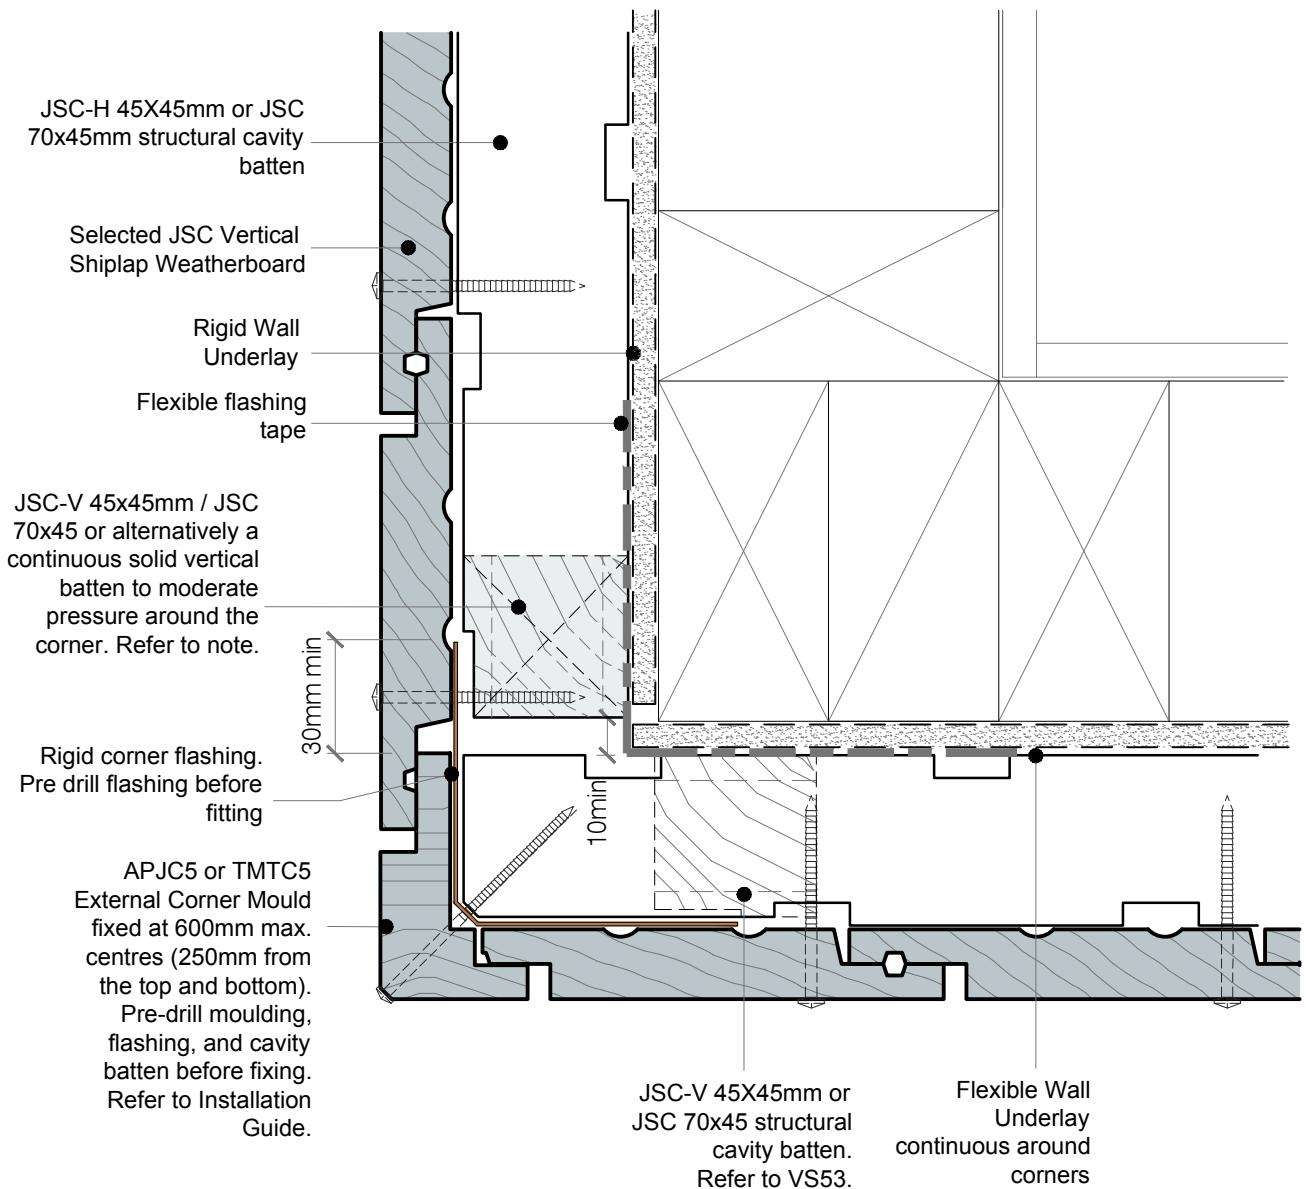 JSC-H 45X45mm or JSC
70x45mm structural cavity
batten
Selected JSC Vertical
Shiplap Weatherboard
Rigid Wall
Underlay
Flexible flashing
tape
JSC-V 45x45mm / JSC
70x45 or alternatively a
continuous solid vertical
batten to moderate
pressure around the
corner. Refer to note.
30mm min
Rigid corner flashing.
Pre drill flashing before
fitting
10min
APJC5 or TMTC5
External Corner Mould
fixed at 600mm max.
centres (250mm from
the top and bottom).
Pre-drill moulding,
flashing, and cavity
batten before fixing.
Refer to Installation
Guide.
JSC-V 45X45mm or
JSC 70x45 structural
cavity batten.
Refer to VS53.
Flexible Wall
Underlay
continuous around
corners